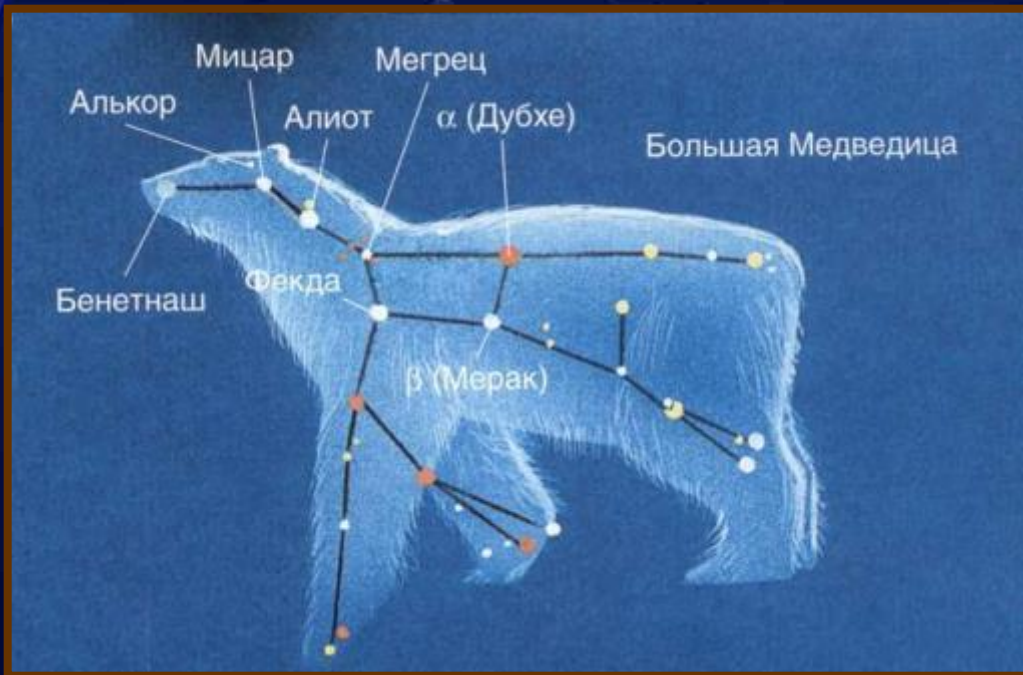 Мицар
Мегрец
Алькор
Алиот
α (Дубхе)
Большая Медведица
Фекда
Бенетнаш
β (Мерак)